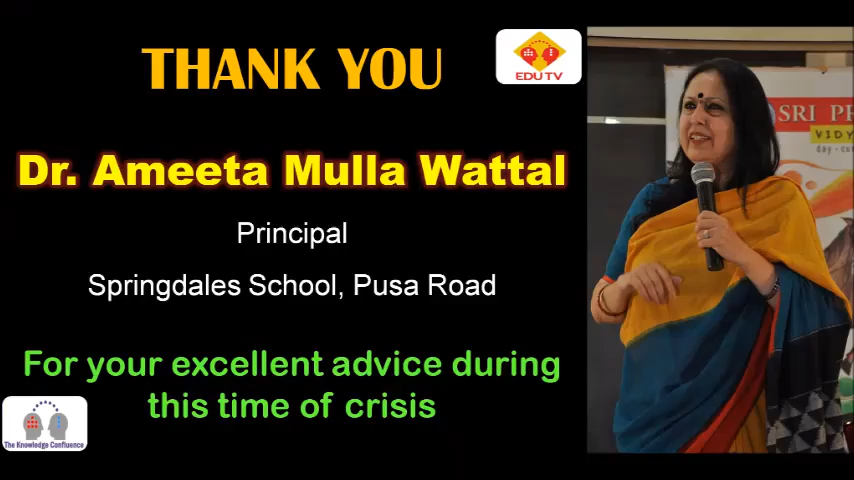 THANK YOU
EDU TV
Dr. Ameeta Mulla Wattal
Principal
Springdales School, Pusa Road
For your excellent advice during
this time of crisis
The Knowledge Confluence
SRI